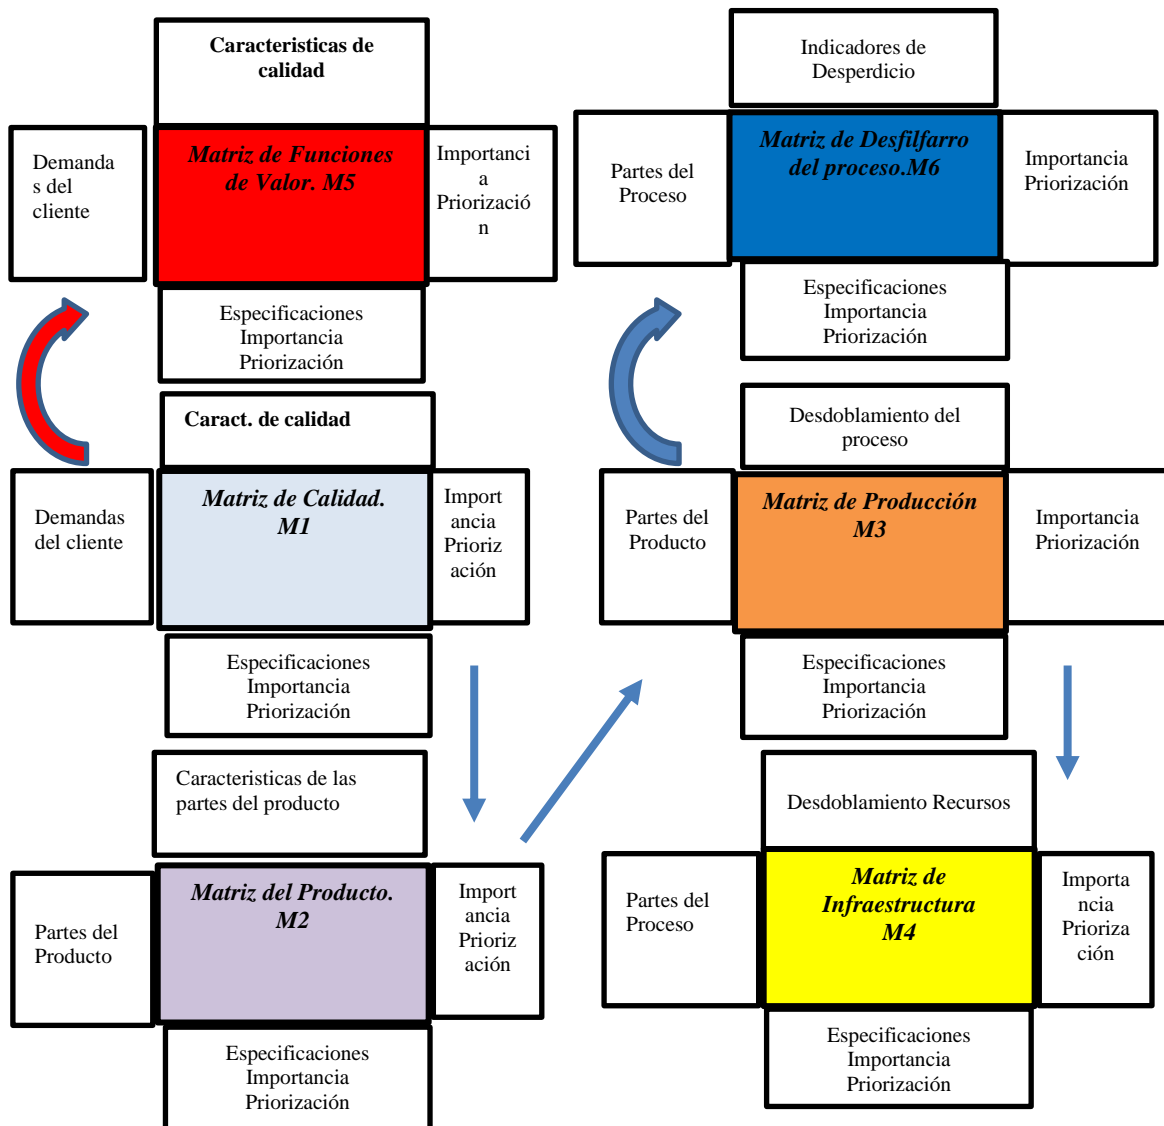 Caracteristicas de
calidad
Demanda
s del
cliente
Matriz de Funciones
de Valor. M5
Importanci
a
Priorizació
n
Especificaciones
Importancia
Priorización
Caract. de calidad
Demandas
del cliente
Matriz de Calidad.
M1
Import
ancia
Prioriz
ación
Especificaciones
Importancia
Priorización
Caracteristicas de las
partes del producto
Partes del
Producto
Matriz del Producto.
M2
Import
ancia
Prioriz
ación
Especificaciones
Importancia
Priorización
Indicadores de
Desperdicio
Partes del
Proceso
Matriz de Desfilfarro
del proceso.M6
Importancia
Priorización
Especificaciones
Importancia
Priorización
Desdoblamiento del
proceso
Partes del
Producto
Matriz de Producción
M3
Importancia
Priorización
Especificaciones
Importancia
Priorización
Desdoblamiento Recursos
Partes del
Proceso
Matriz de
Infraestructura
M4
Importa
ncia
Prioriza
ción
Especificaciones
Importancia
Priorización